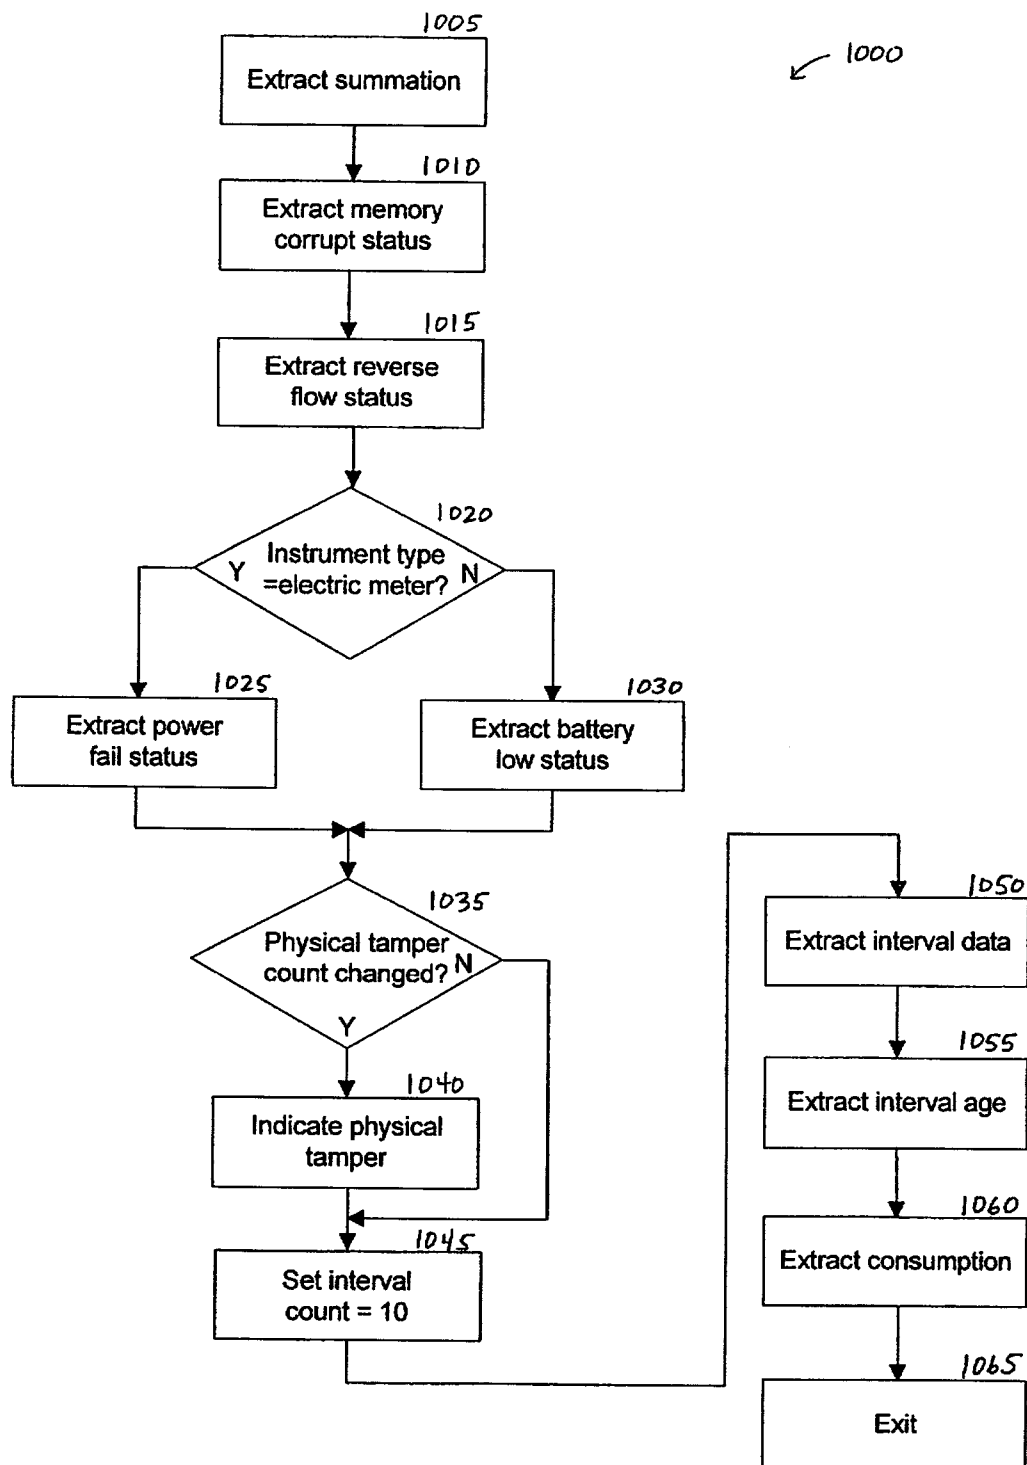 1005
Extract summation
1000
1010
Extract memory
corrupt status
1015
Extract reverse
flow status
1020
Instrument type
=electric meter?
Y
N
1025
Extract power
fail status
1030
Extract battery
low status
1035
Physical tamper
count changed?
N
Y
1040
Indicate physical
tamper
1045
Set interval
count = 10
1050
Extract interval data
1055
Extract interval age
1060
Extract consumption
1065
Exit